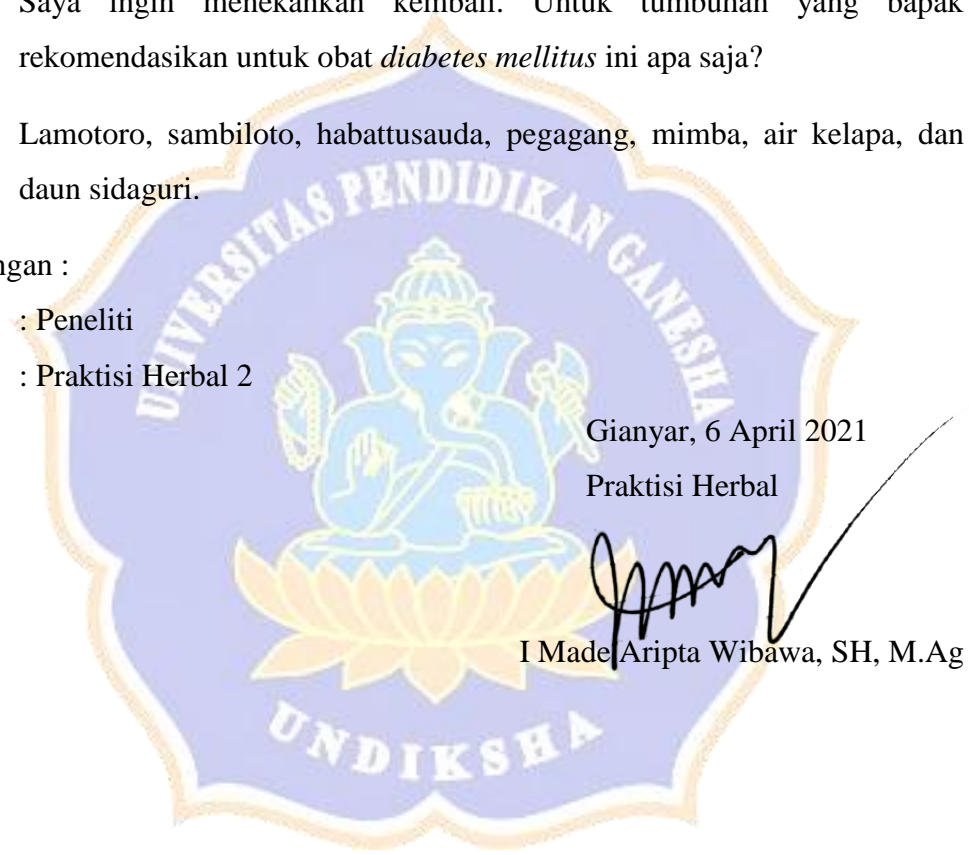 Saya ingin menekankan kembali. Untuk tumbuhan yang bapak
rekomendasikan untuk obat diabetes mellitus ini apa saja?
Lamotoro, sambiloto, habattusauda, pegagang, mimba, air kelapa, dan
daun sidaguri.
ngan :
: Peneliti
: Praktisi Herbal 2
Gianyar, 6 April 2021
Praktisi Herbal
I Made Aripta Wibawa, SH, M.Ag
UNIVERSITAS PENDIDIKAN GANESHA
UNDIKSHA